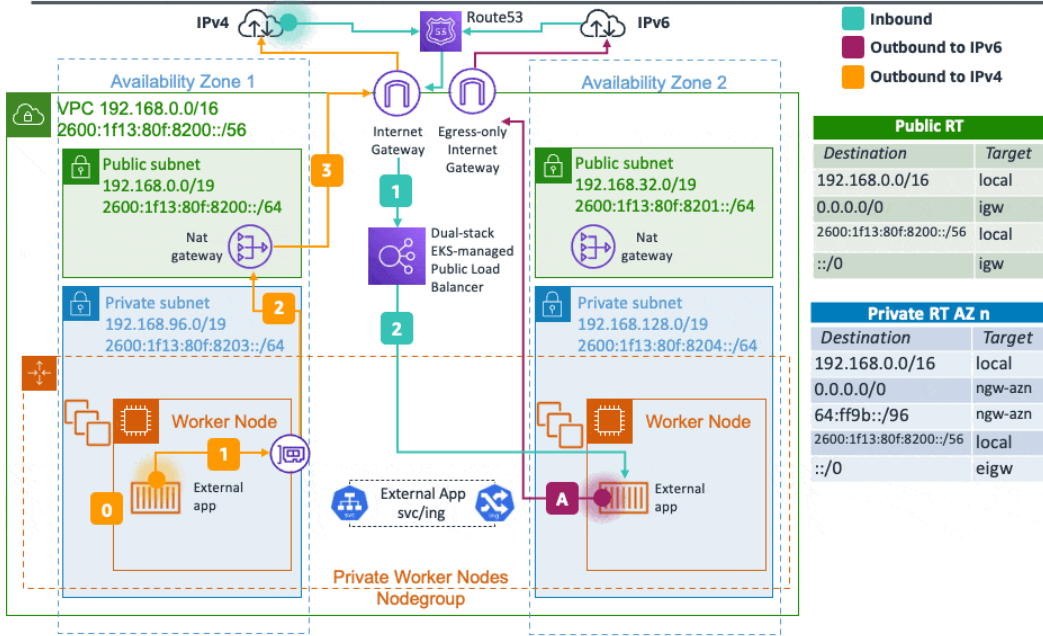 IPv4
Route53
IPv6
53
Inbound
Outbound to IPv6
Outbound to IPv4
Availability Zone 1
Availability Zone 2
VPC 192.168.0.0/16
2600:1f13:80f:8200::/56
Internet
Gateway
Egress-only
Internet
Gateway
Public subnet
192.168.0.0/19
2600:1f13:80f:8200::/64
Nat
gateway
3
1
Dual-stack
EKS-managed
Public Load
Balancer
2
Public subnet
192.168.32.0/19
2600:1f13:80f:8201::/64
Nat
gateway
Private subnet
192.168.96.0/19
2600:1f13:80f:8203::/64
2
Private subnet
192.168.128.0/19
2600:1f13:80f:8204::/64
Worker Node
1
0
External
app
External App
svc/ing
svc
ing
Worker Node
A
External
app
Private Worker Nodes
Nodegroup
Public RT
Destination Target
192.168.0.0/16 local
0.0.0.0/0 igw
2600:1f13:80f:8200::/56 local
::/0 igw
Private RT AZ n
Destination Target
192.168.0.0/16 local
0.0.0.0/0 ngw-azn
64:ff9b::/96 ngw-azn
2600:1f13:80f:8200::/56 local
::/0 eigw